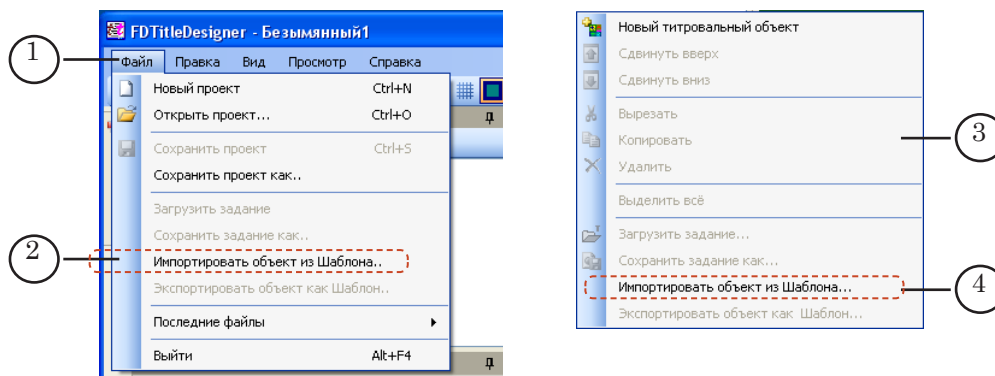 FDTitleDesigner - Безымянный1
1
Файл Правка Вид Просмотр Справка
Новый проект Ctrl+N
Открыть проект... Ctrl+O
Сохранить проект Ctrl+S
Сохранить проект как..
Загрузить задание
Сохранить задание как..
2
Импортировать объект из Шаблона..
Экспортировать объект как Шаблон..
Последние файлы
Выйти Alt+F4
Новый титровальный объект
Сдвинуть вверх
Сдвинуть вниз
Вырезать
Копировать
3
Удалить
Выделить всё
Загрузить задание...
Сохранить задание как...
Импортировать объект из Шаблона...
4
Экспортировать объект как Шаблон...